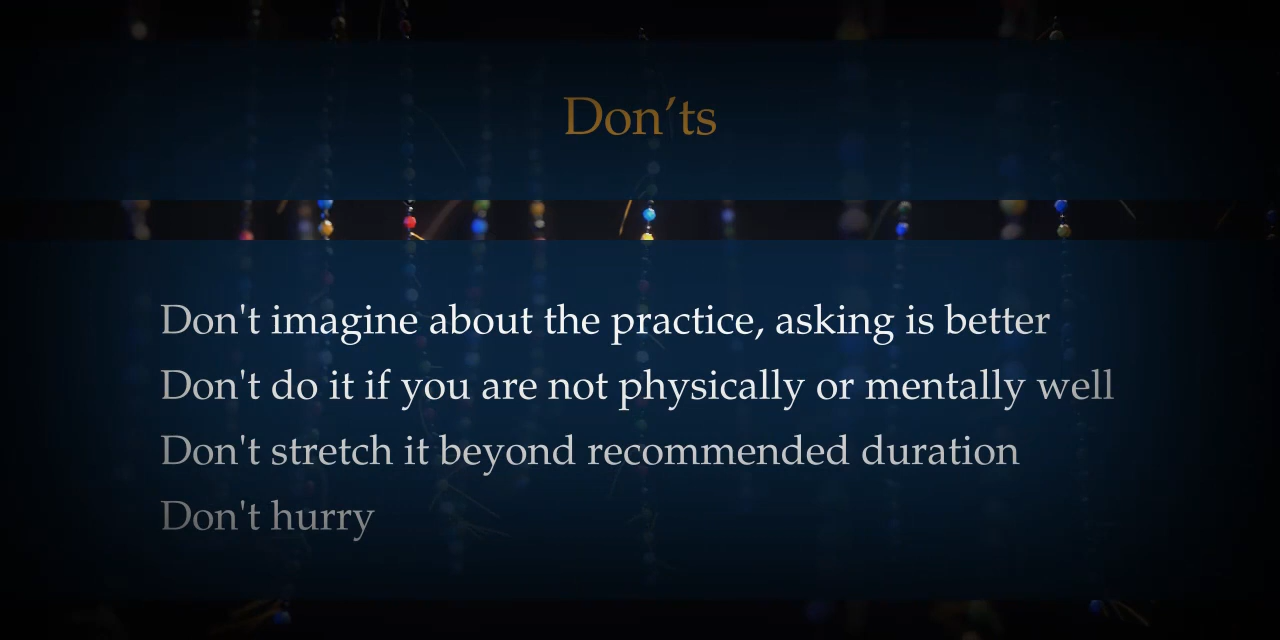 Don’ts
Don't imagine about the practice, asking is better
Don't do it if you are not physically or mentally well
Don't stretch it beyond recommended duration
Don't hurry